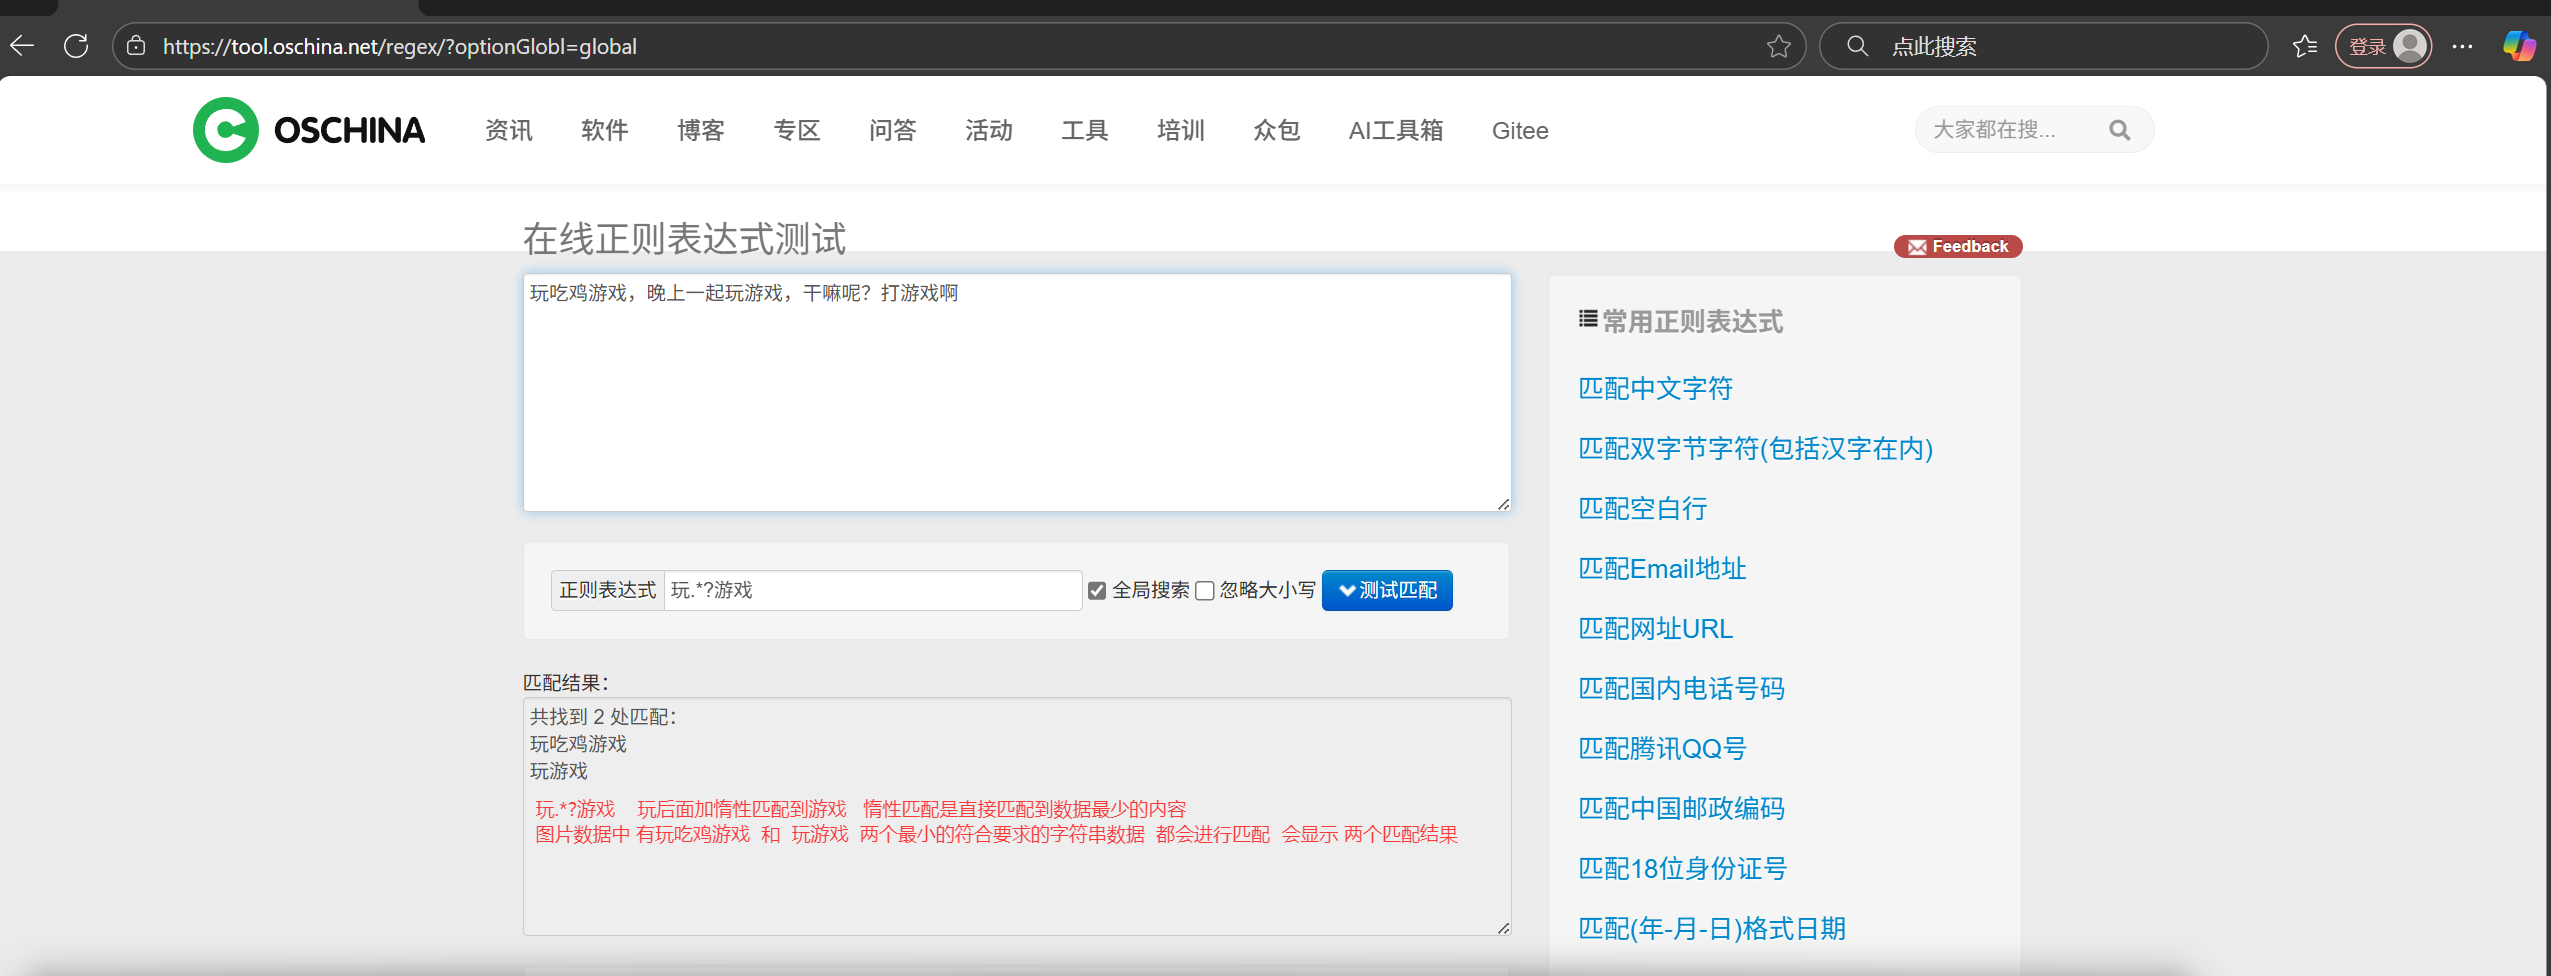 https://tool.oschina.net/regex/?optionGlobl=global
点此搜索
登录
OSCHINA 资讯 软件 博客 专区 问答 活动 工具 培训 众包 AI工具箱 Gitee
大家都在搜...
在线正则表达式测试
Feedback
玩吃鸡游戏，晚上一起玩游戏，干嘛呢？打游戏啊
正则表达式 玩.*?游戏 全局搜索 忽略大小写 测试匹配
匹配结果：
共找到 2 处匹配：
玩吃鸡游戏
玩游戏
玩.*?游戏 玩后面加惰性匹配到游戏 惰性匹配是直接匹配到数据最少的内容
图片数据中 有玩吃鸡游戏 和 玩游戏 两个最小的符合要求的字符串数据 都会进行匹配 会显示 两个匹配结果
常用正则表达式
匹配中文字符
匹配双字节字符(包括汉字在内)
匹配空白行
匹配Email地址
匹配网址URL
匹配国内电话号码
匹配腾讯QQ号
匹配中国邮政编码
匹配18位身份证号
匹配(年-月-日)格式日期